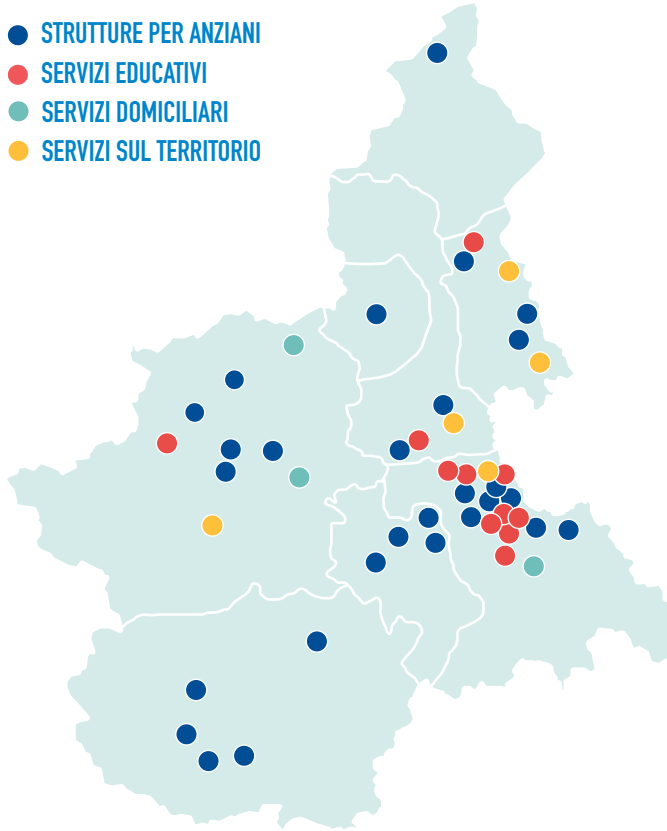 STRUTTURE PER ANZIANI
SERVIZI EDUCATIVI
SERVIZI DOMICILIARI
SERVIZI SUL TERRITORIO